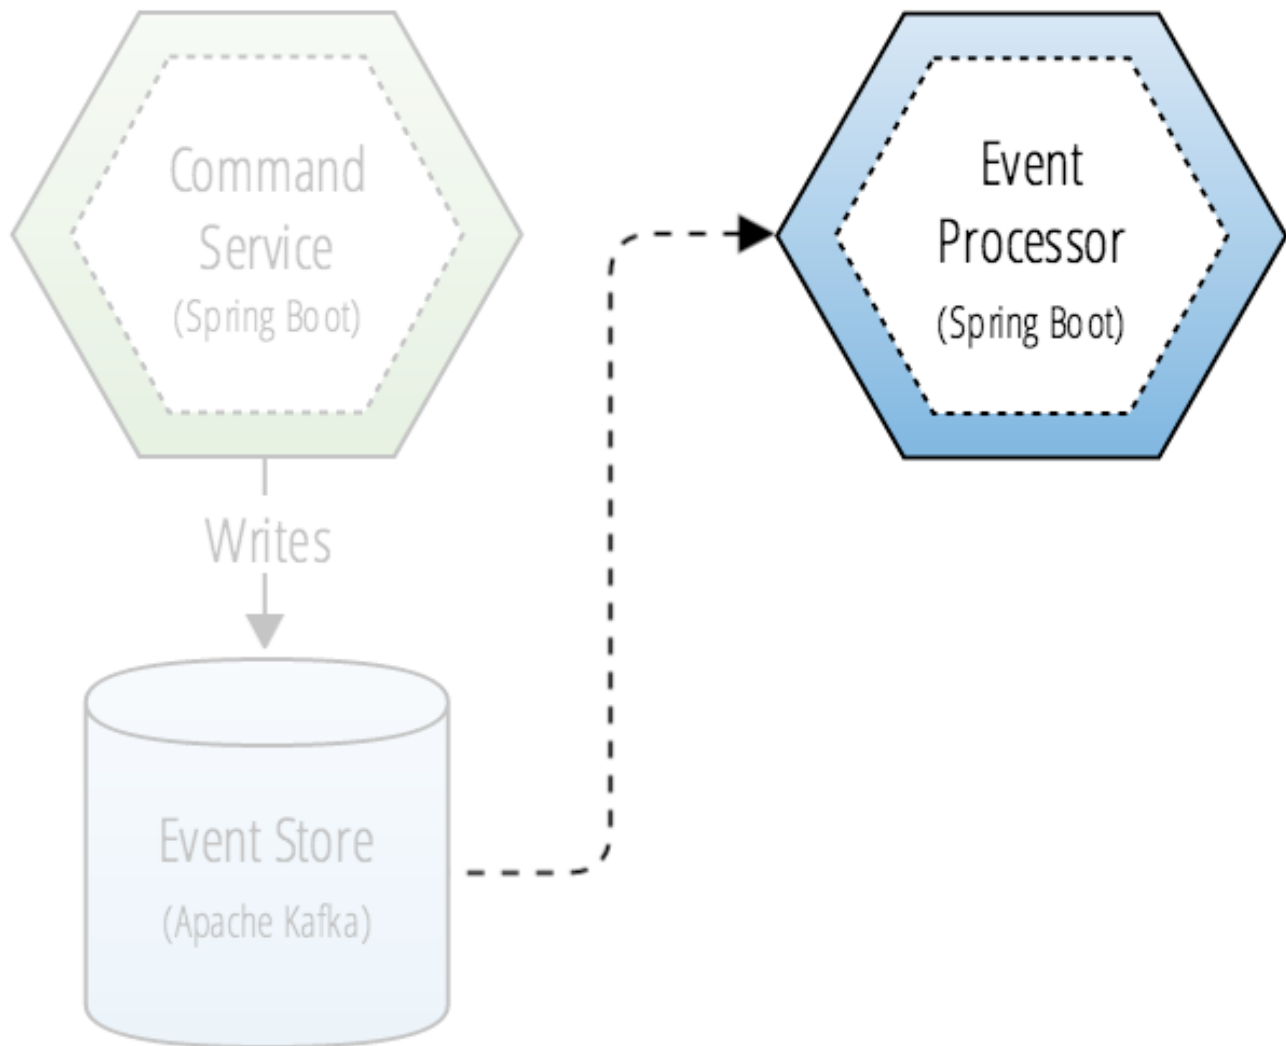 Command
Service
(Spring Boot)
Writes
Event Store
(Apache Kafka)
Event
Processor
(Spring Boot)